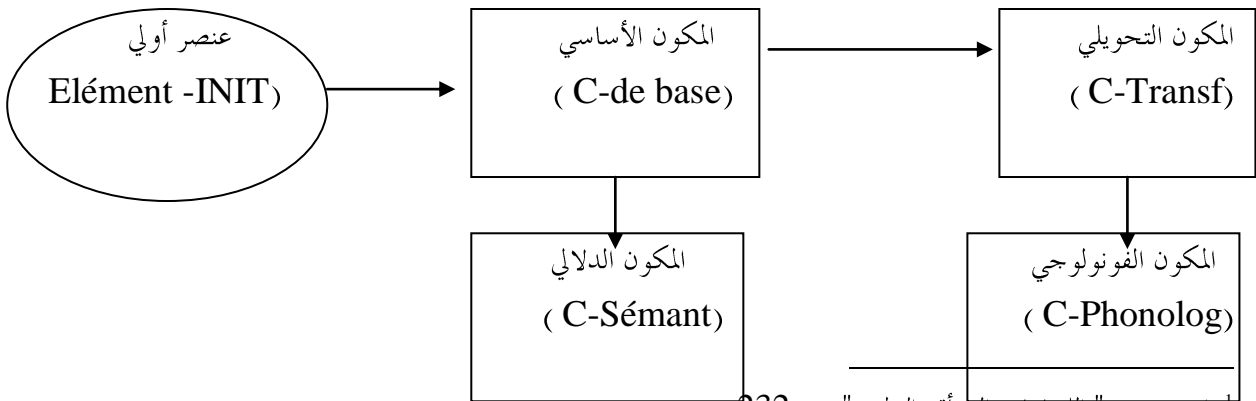 عنصر أولي
Elément -INIT)
المكون الأساسي
( C-de base)
المكون التحويلي
( C-Transf)
المكون الدلالي
( C-Sémant)
المكون الفونولوجي
( C-Phonolog)